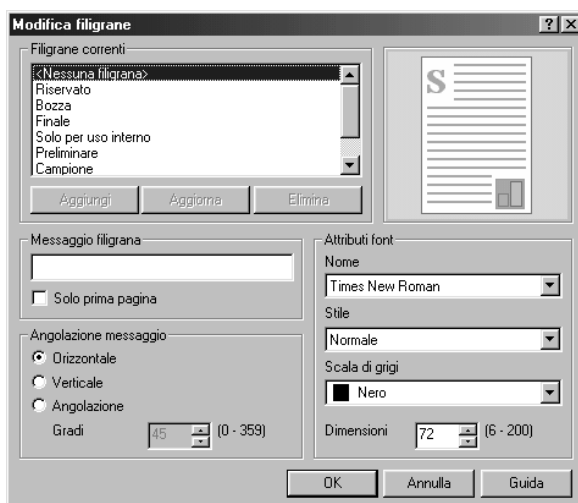 Modifica filigrane
Filigrane correnti
<Nessuna filigrana>
Riservato
Bozza
Finale
Solo per uso interno
Preliminare
Campione
Aggiungi Aggiorna Elimina
S
Messaggio filigrana
Solo prima pagina
Angolazione messaggio
Orizzontale
Verticale
Angolazione
Gradi 45 (0 - 359)
Attributi font
Nome
Times New Roman
Stile
Normale
Scala di grigi
Nero
Dimensioni 72 (6 - 200)
OK Annulla Guida